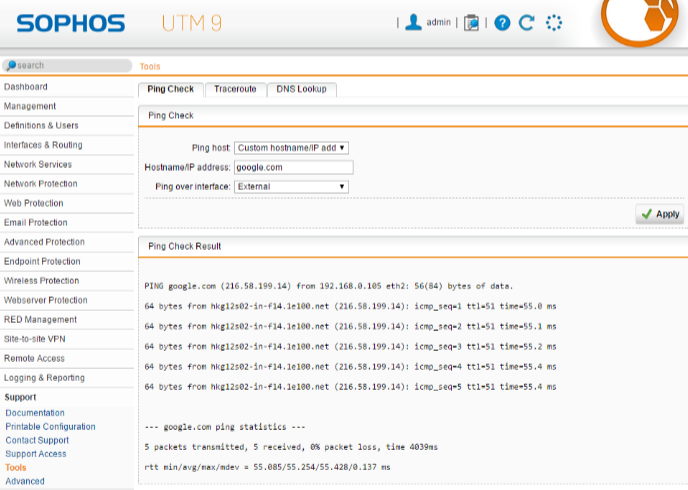 SOPHOS UTM 9
admin
search
Tools
Dashboard
Management
Definitions & Users
Interfaces & Routing
Network Services
Network Protection
Web Protection
Email Protection
Advanced Protection
Endpoint Protection
Wireless Protection
Webserver Protection
RED Management
Site-to-site VPN
Remote Access
Logging & Reporting
Support
Documentation
Printable Configuration
Contact Support
Support Access
Tools
Advanced
Ping Check Traceroute DNS Lookup
Ping Check
Ping host: Custom hostname/IP add
Hostname/IP address: google.com
Ping over interface: External
Apply
Ping Check Result
PING google.com (216.58.199.14) from 192.168.0.105 eth2: 56(84) bytes of data.
64 bytes from hkg12s02-in-f14.1e100.net (216.58.199.14): icmp_seq=1 ttl=51 time=55.0 ms
64 bytes from hkg12s02-in-f14.1e100.net (216.58.199.14): icmp_seq=2 ttl=51 time=55.1 ms
64 bytes from hkg12s02-in-f14.1e100.net (216.58.199.14): icmp_seq=3 ttl=51 time=55.2 ms
64 bytes from hkg12s02-in-f14.1e100.net (216.58.199.14): icmp_seq=4 ttl=51 time=55.4 ms
64 bytes from hkg12s02-in-f14.1e100.net (216.58.199.14): icmp_seq=5 ttl=51 time=55.4 ms
--- google.com ping statistics ---
5 packets transmitted, 5 received, 0% packet loss, time 4039ms
rtt min/avg/max/mdev = 55.085/55.254/55.428/0.137 ms